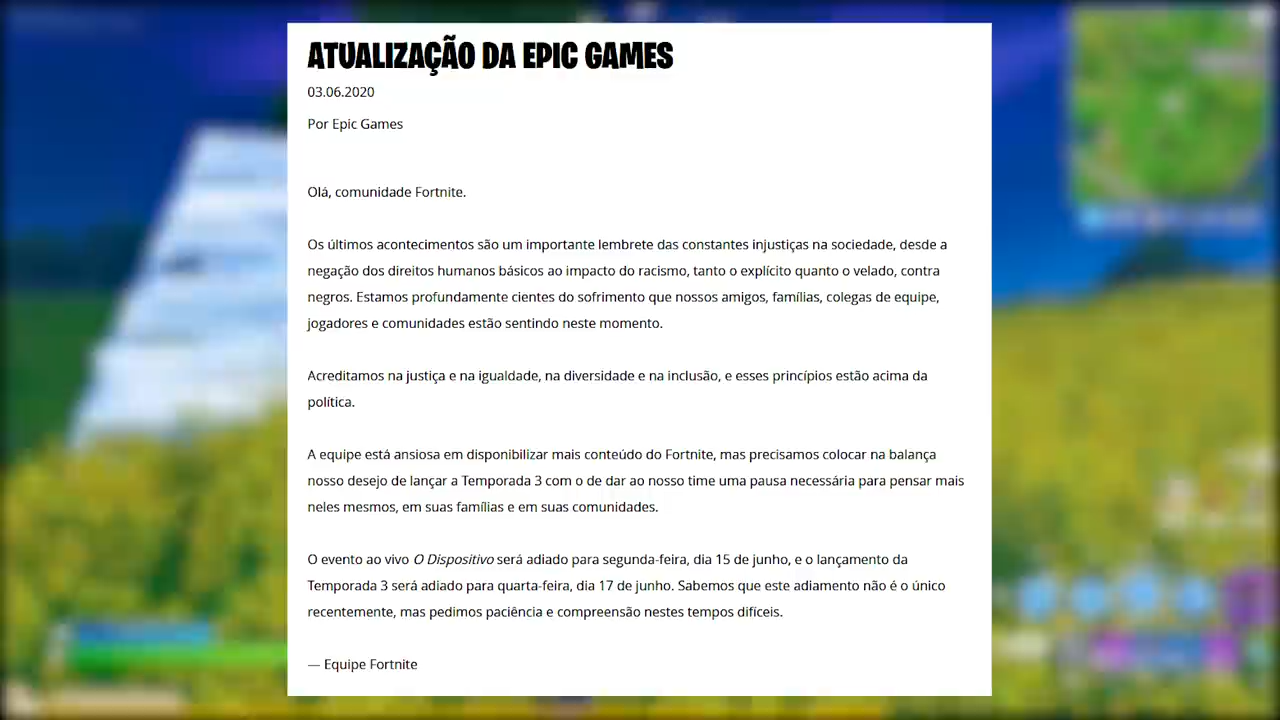 ATUALIZAÇÃO DA EPIC GAMES
03.06.2020
Por Epic Games
Olá, comunidade Fortnite.
Os últimos acontecimentos são um importante lembrete das constantes injustiças na sociedade, desde a
negação dos direitos humanos básicos ao impacto do racismo, tanto o explícito quanto o velado, contra
negros. Estamos profundamente cientes do sofrimento que nossos amigos, famílias, colegas de equipe,
jogadores e comunidades estão sentindo neste momento.
Acreditamos na justiça e na igualdade, na diversidade e na inclusão, e esses princípios estão acima da
política.
A equipe está ansiosa em disponibilizar mais conteúdo do Fortnite, mas precisamos colocar na balança
nosso desejo de lançar a Temporada 3 com o de dar ao nosso time uma pausa necessária para pensar mais
neles mesmos, em suas famílias e em suas comunidades.
O evento ao vivo O Dispositivo será adiado para segunda-feira, dia 15 de junho, e o lançamento da
Temporada 3 será adiado para quarta-feira, dia 17 de junho. Sabemos que este adiamento não é o único
recentemente, mas pedimos paciência e compreensão nestes tempos difíceis.
— Equipe Fortnite